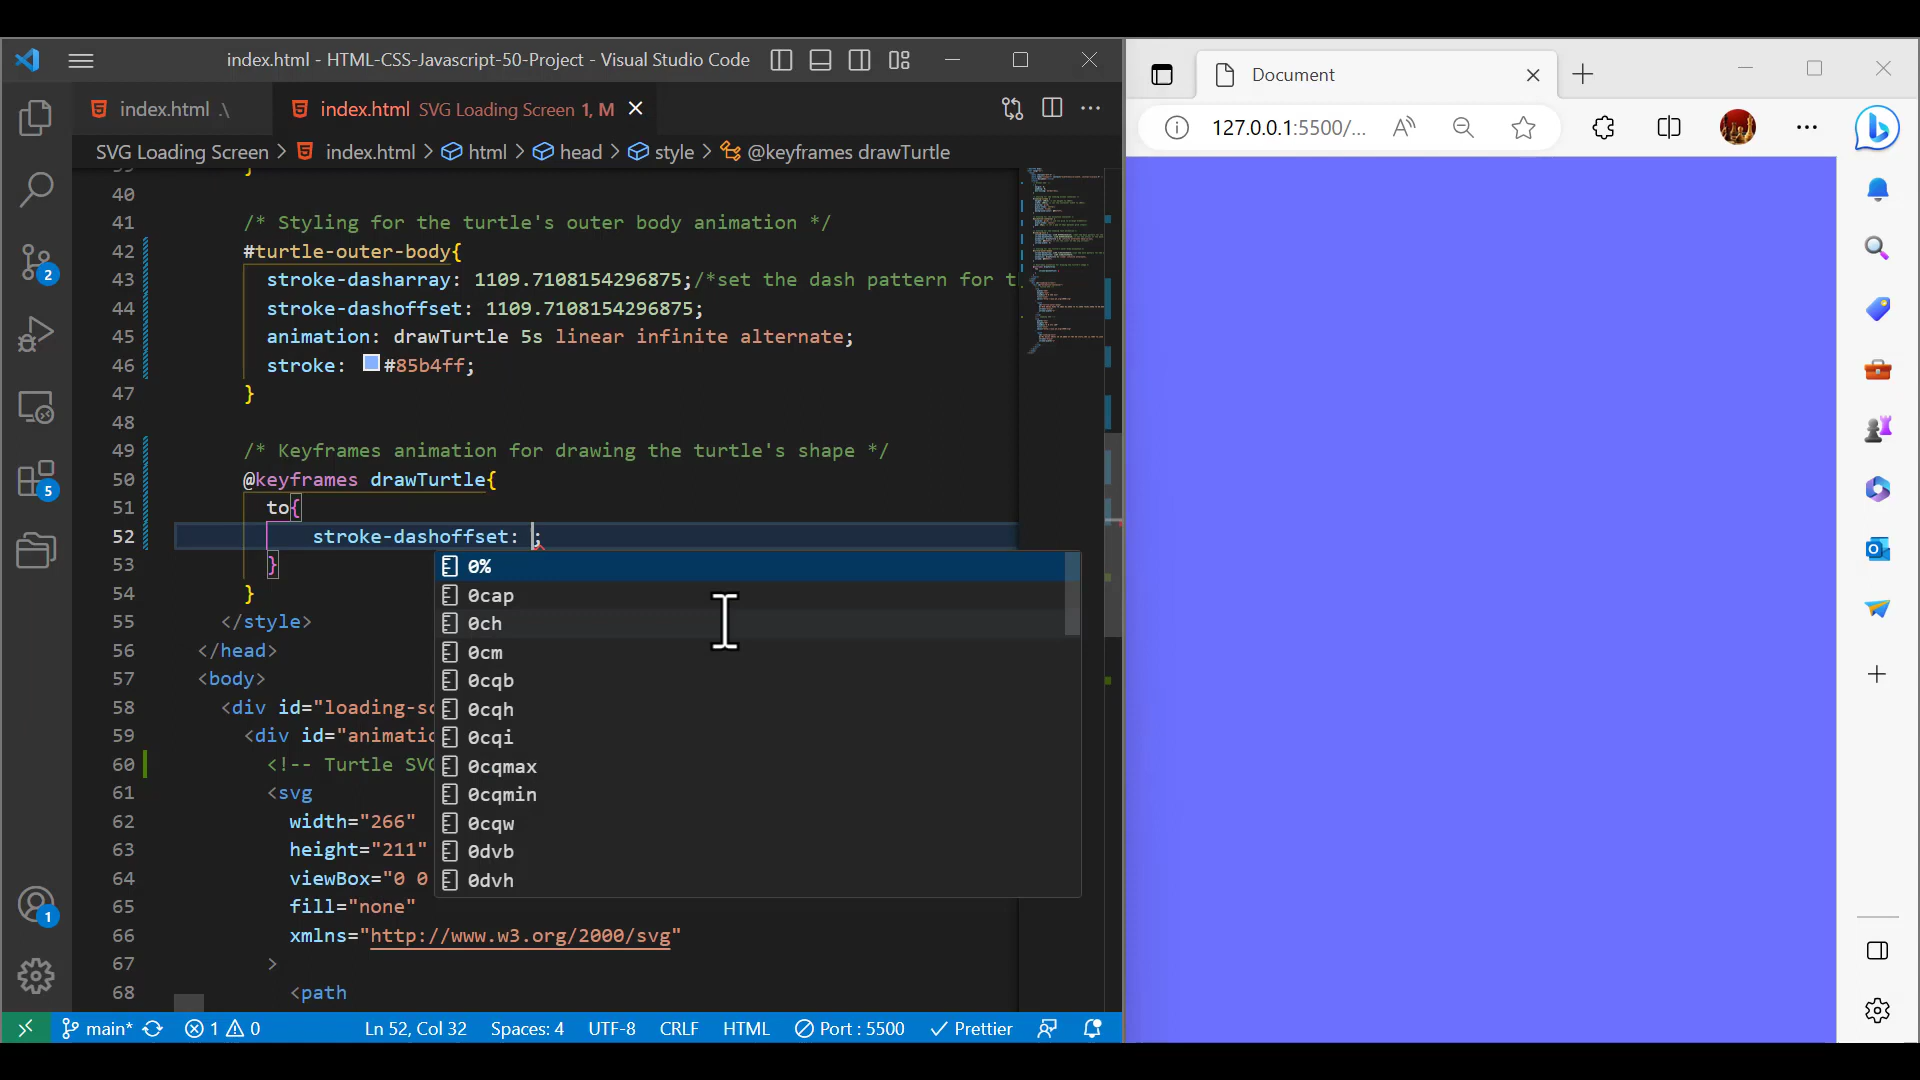 index.html - HTML-CSS-Javascript-50-Project - Visual Studio Code
index.html .\
index.html SVG Loading Screen 1, M
SVG Loading Screen > index.html > html > head > style > @keyframes drawTurtle
40
41 /* Styling for the turtle's outer body animation */
42 #turtle-outer-body{
43 stroke-dasharray: 1109.7108154296875;/*set the dash pattern for t
44 stroke-dashoffset: 1109.7108154296875;
45 animation: drawTurtle 5s linear infinite alternate;
46 stroke: #85b4ff;
47 }
48
49 /* Keyframes animation for drawing the turtle's shape */
50 @keyframes drawTurtle{
51 to{
52 stroke-dashoffset: ;
53 }
54 }
55 </style>
56 </head>
57 <body>
58 <div id="loading-sc
59 <div id="animatio
60 <!-- Turtle SVG
61 <svg
62 width="266"
63 height="211"
64 viewBox="0 0
65 fill="none"
66 xmlns="http://www.w3.org/2000/svg"
67 >
68 <path
0%
0cap
0ch
0cm
0cqb
0cqh
0cqi
0cqmax
0cqmin
0cqw
0dvb
0dvh
2
5
1
main* 1 0 Ln 52, Col 32 Spaces: 4 UTF-8 CRLF HTML Port : 5500 Prettier
Document
127.0.0.1:5500/...